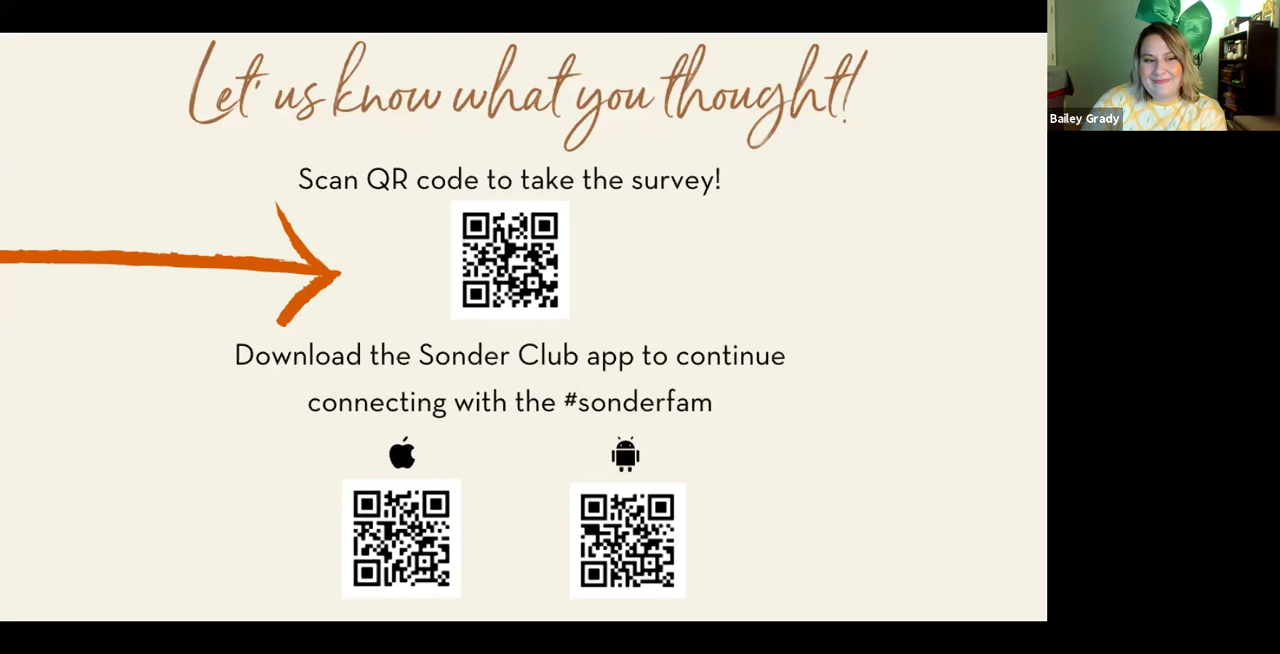 Let' us know what you thought!
Scan QR code to take the survey!
Download the Sonder Club app to continue
connecting with the #sonderfam
Bailey Grady